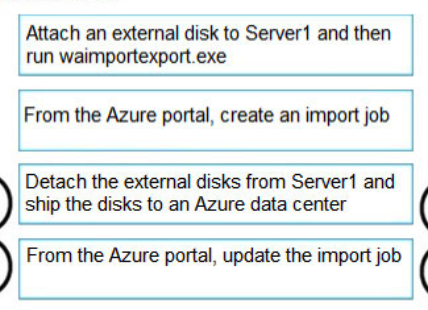 Attach an external disk to Server1 and then
run waimportexport.exe
From the Azure portal, create an import job
Detach the external disks from Server1 and
ship the disks to an Azure data center
From the Azure portal, update the import job